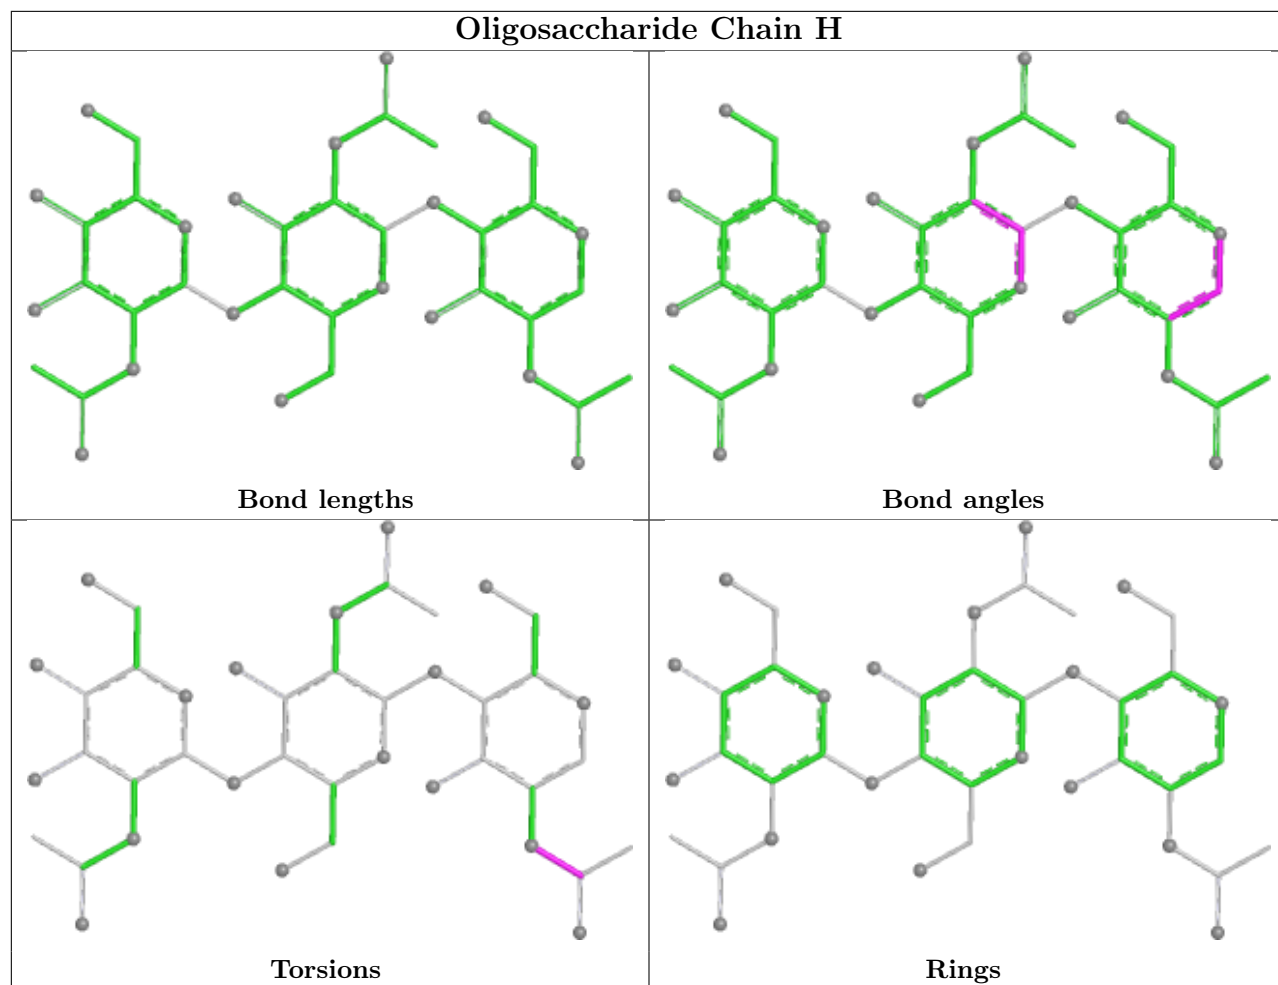 Oligosaccharide Chain H
Bond lengths
Bond angles
Torsions
Rings